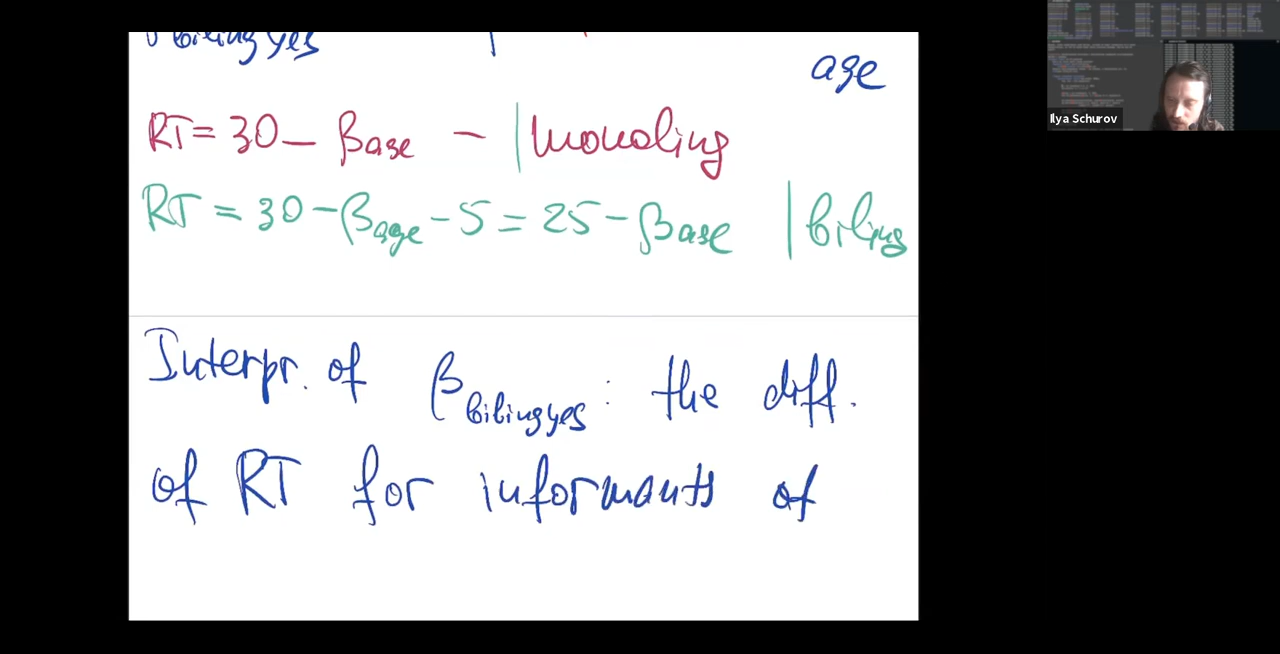 bilingyes
age
RT = 30 - βage - | monoling
RT = 30 - βage - 5 = 25 - βage | biling
Interpr. of βbilingyes: the diff.
of RT for informants of
Ilya Schurov